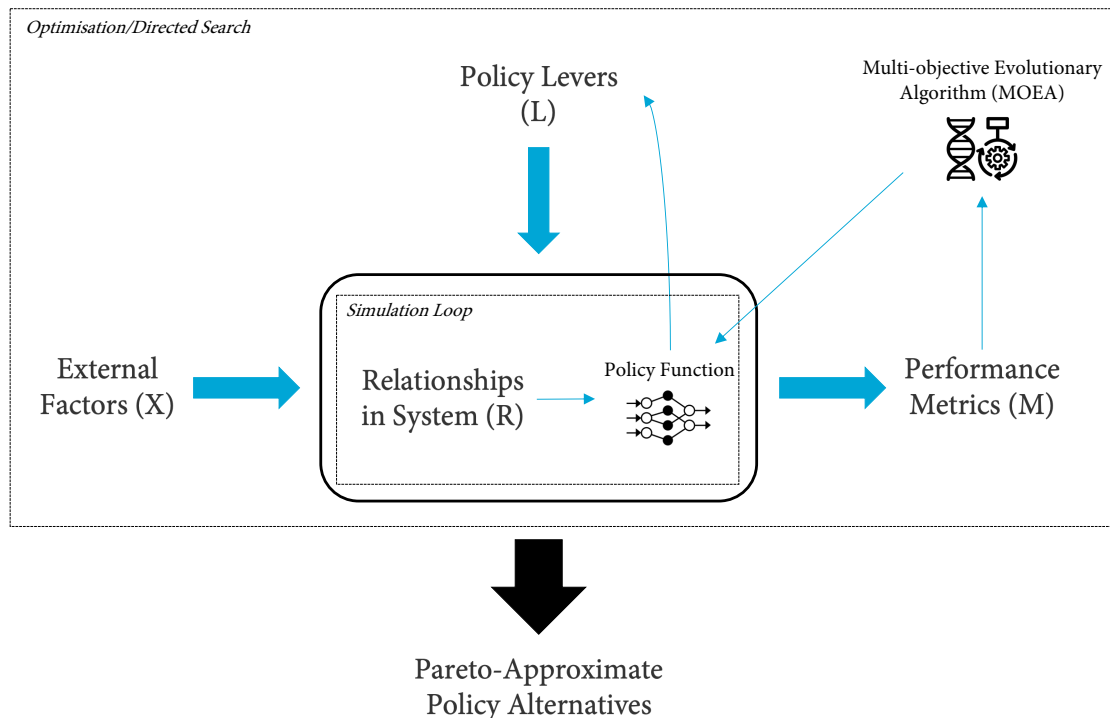 Optimisation/Directed Search
Policy Levers
(L)
Multi-objective Evolutionary
Algorithm (MOEA)
Simulation Loop
External
Factors (X)
Relationships
in System (R)
Policy Function
Performance
Metrics (M)
Pareto-Approximate
Policy Alternatives